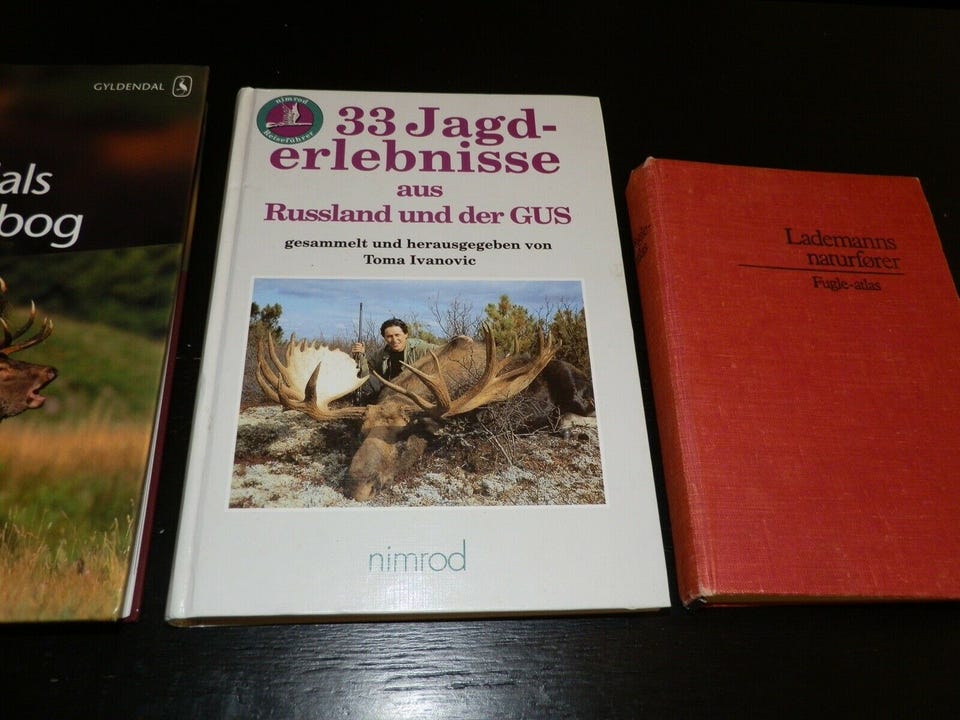 GYLDENDAL
als
bog
nimrod
Reiseführer
33 Jagd-
erlebnisse
aus
Russland und der GUS
gesammelt und herausgegeben von
Toma Ivanovic
nimrod
Lademanns
naturfører
Fugle-atlas